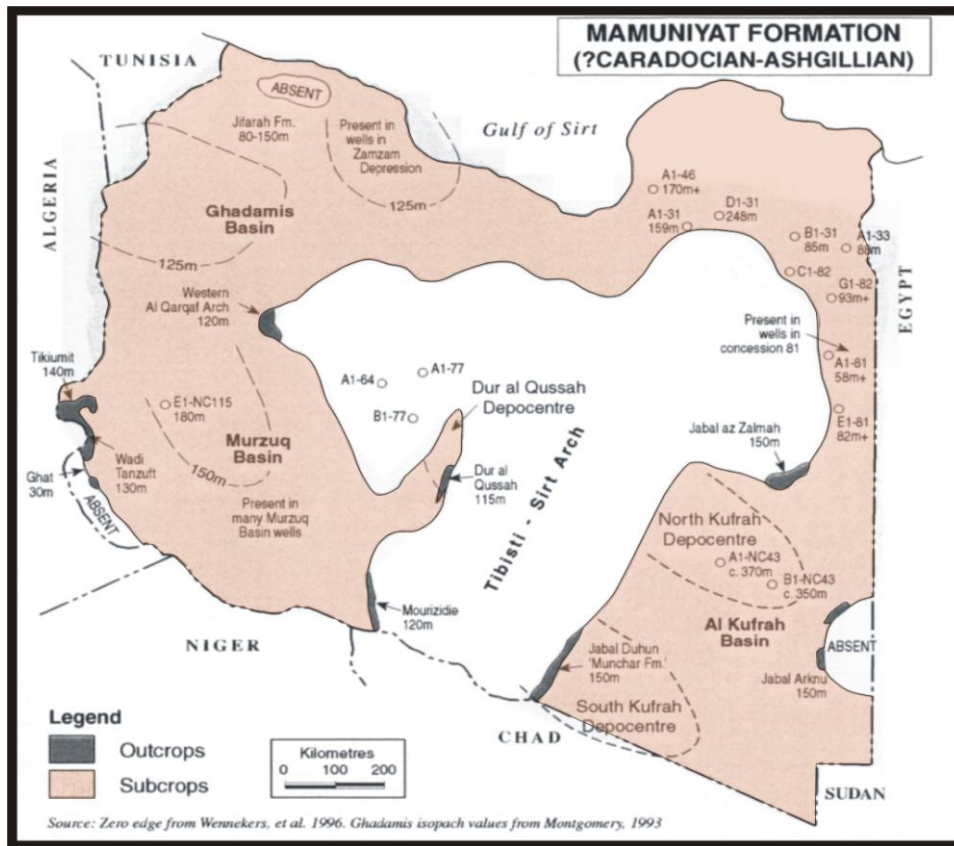 MAMUNIYAT FORMATION
(?CARADOCIAN-ASHGILLIAN)
TUNISIA
ABSENT
Jifarah Fm.
80-150m
Present in
wells in
Zamzam
Depression
125m
Gulf of Sirt
ALGERIA
Ghadamis
Basin
125m
A1-46
170m+
D1-31
248m
A1-31
159m
B1-31
85m
A1-33
88m
C1-82
G1-82
93m+
EGYPT
Western
Al Qarqaf Arch
120m
Present in
wells in
concession 81
A1-81
58m+
E1-81
82m+
Tikiumit
140m
E1-NC115
180m
A1-64
A1-77
B1-77
Dur al Qussah
Depocentre
Jabal az Zalmah
150m
Murzuq
Basin
150m
Wadi
Tanzuft
130m
Ghat
30m
ABSENT
Present in
many Murzuq
Basin wells
Dur al
Qussah
115m
Tibisti - Sirt Arch
North Kufrah
Depocentre
A1-NC43
c. 370m
B1-NC43
c. 350m
Mourizidie
120m
NIGER
Al Kufrah
Basin
ABSENT
Jabal Duhun
'Munchar Fm.'
150m
Jabal Arknu
150m
South Kufrah
Depocentre
CHAD
SUDAN
Legend
Outcrops
Subcrops
Kilometres
0 100 200
Source: Zero edge from Wennekers, et al. 1996. Ghadamis isopach values from Montgomery, 1993